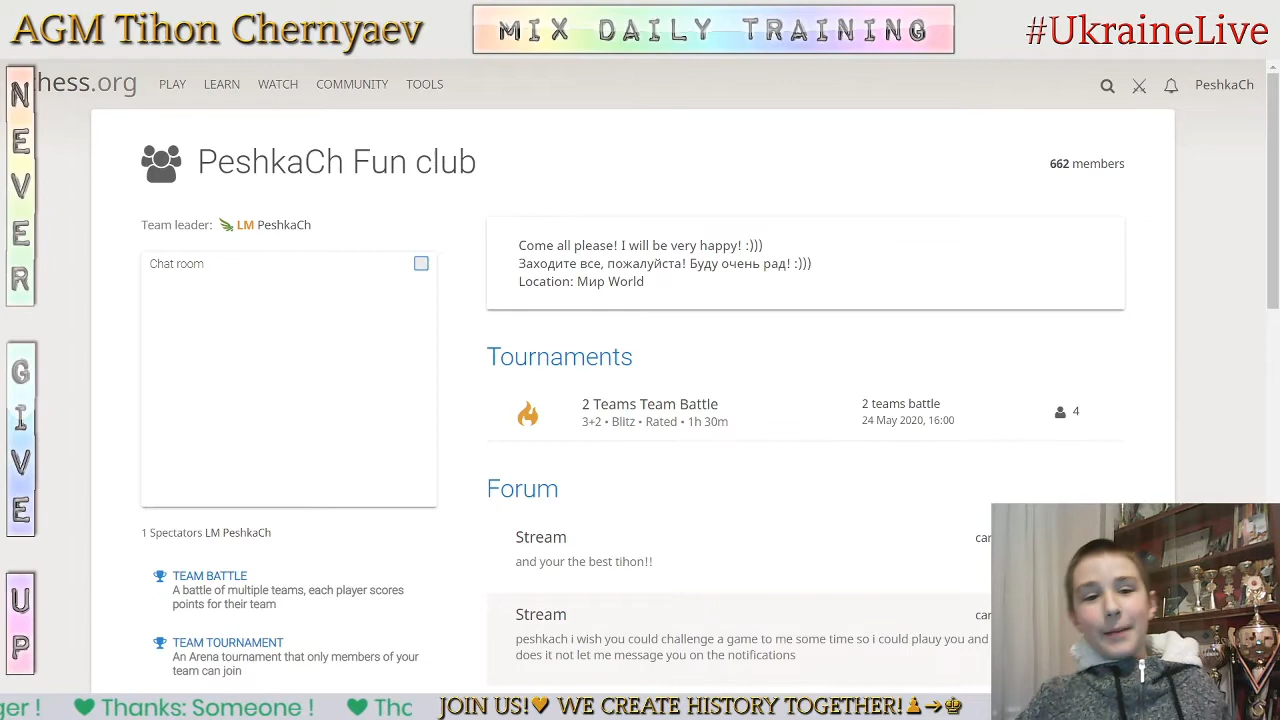 AGM Tihon Chernyaev
MIX DAILY TRAINING
#UkraineLive
NEVER
GIVE
UP
hess.org
PLAY LEARN WATCH COMMUNITY TOOLS
PeshkaCh
PeshkaCh Fun club
662 members
Team leader: LM PeshkaCh
Chat room
Come all please! I will be very happy! :)))
Заходите все, пожалуйста! Буду очень рад! :)))
Location: Мир World
Tournaments
2 Teams Team Battle
3+2 • Blitz • Rated • 1h 30m
2 teams battle
24 May 2020, 16:00
4
Forum
Stream
and your the best tihon!!
car
Stream
peshkach i wish you could challenge a game to me some time so i could plauy you and
does it not let me message you on the notifications
car
1 Spectators LM PeshkaCh
TEAM BATTLE
A battle of multiple teams, each player scores
points for their team
TEAM TOURNAMENT
An Arena tournament that only members of your
team can join
ger ! Thanks: Someone ! Tha
JOIN US!🧡 WE CREATE HISTORY TOGETHER!♟→♚